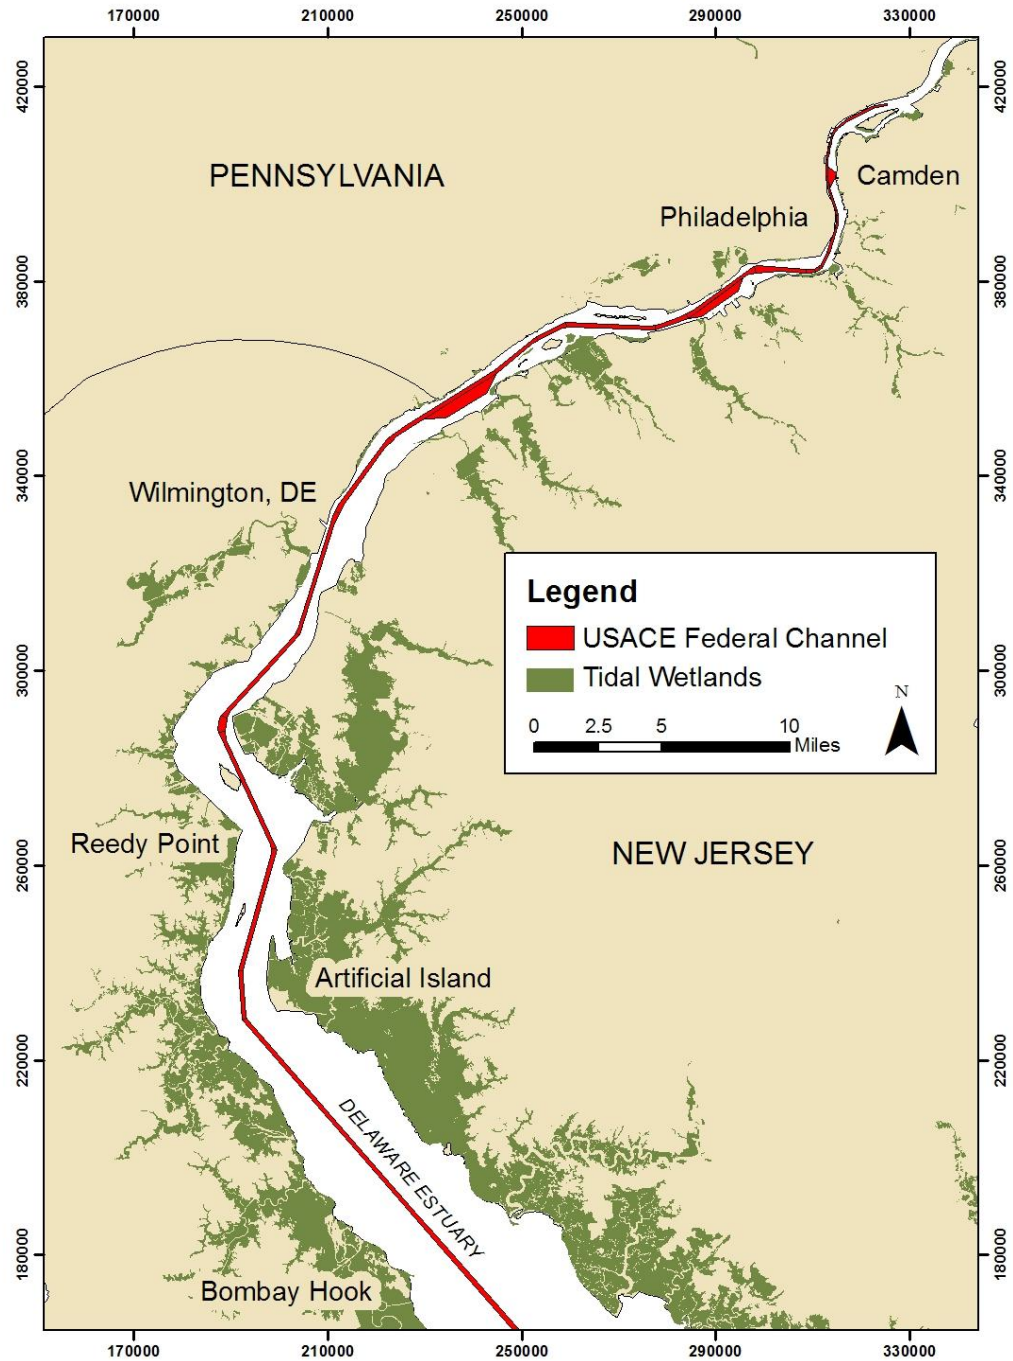 170000 210000 250000 290000 330000
420000 420000
PENNSYLVANIA
Camden
Philadelphia
380000 380000
340000 340000
Wilmington, DE
Legend
USACE Federal Channel
Tidal Wetlands
N
0 2.5 5 10
Miles
300000 300000
Reedy Point
NEW JERSEY
260000 260000
Artificial Island
220000 220000
DELAWARE ESTUARY
180000 180000
Bombay Hook
170000 210000 250000 290000 330000